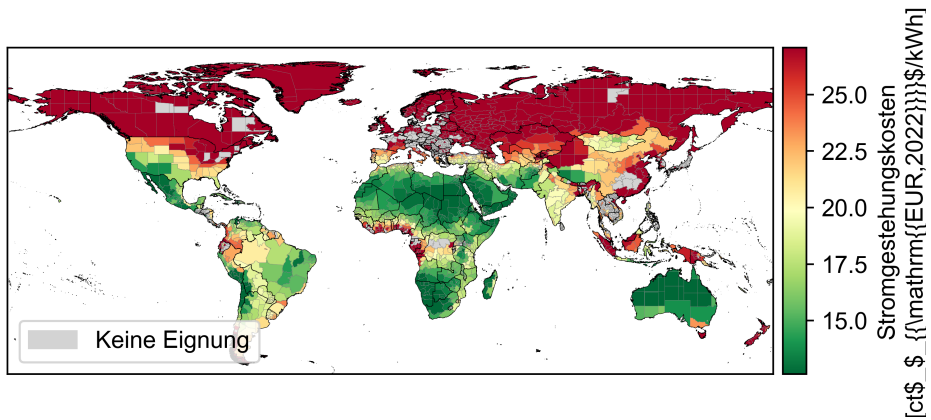 Keine Eignung
25.0
22.5
20.0
17.5
15.0
Stromgestehungskosten
[ct$_$_{{\mathrm{{EUR,2022}}}}$/kWh]